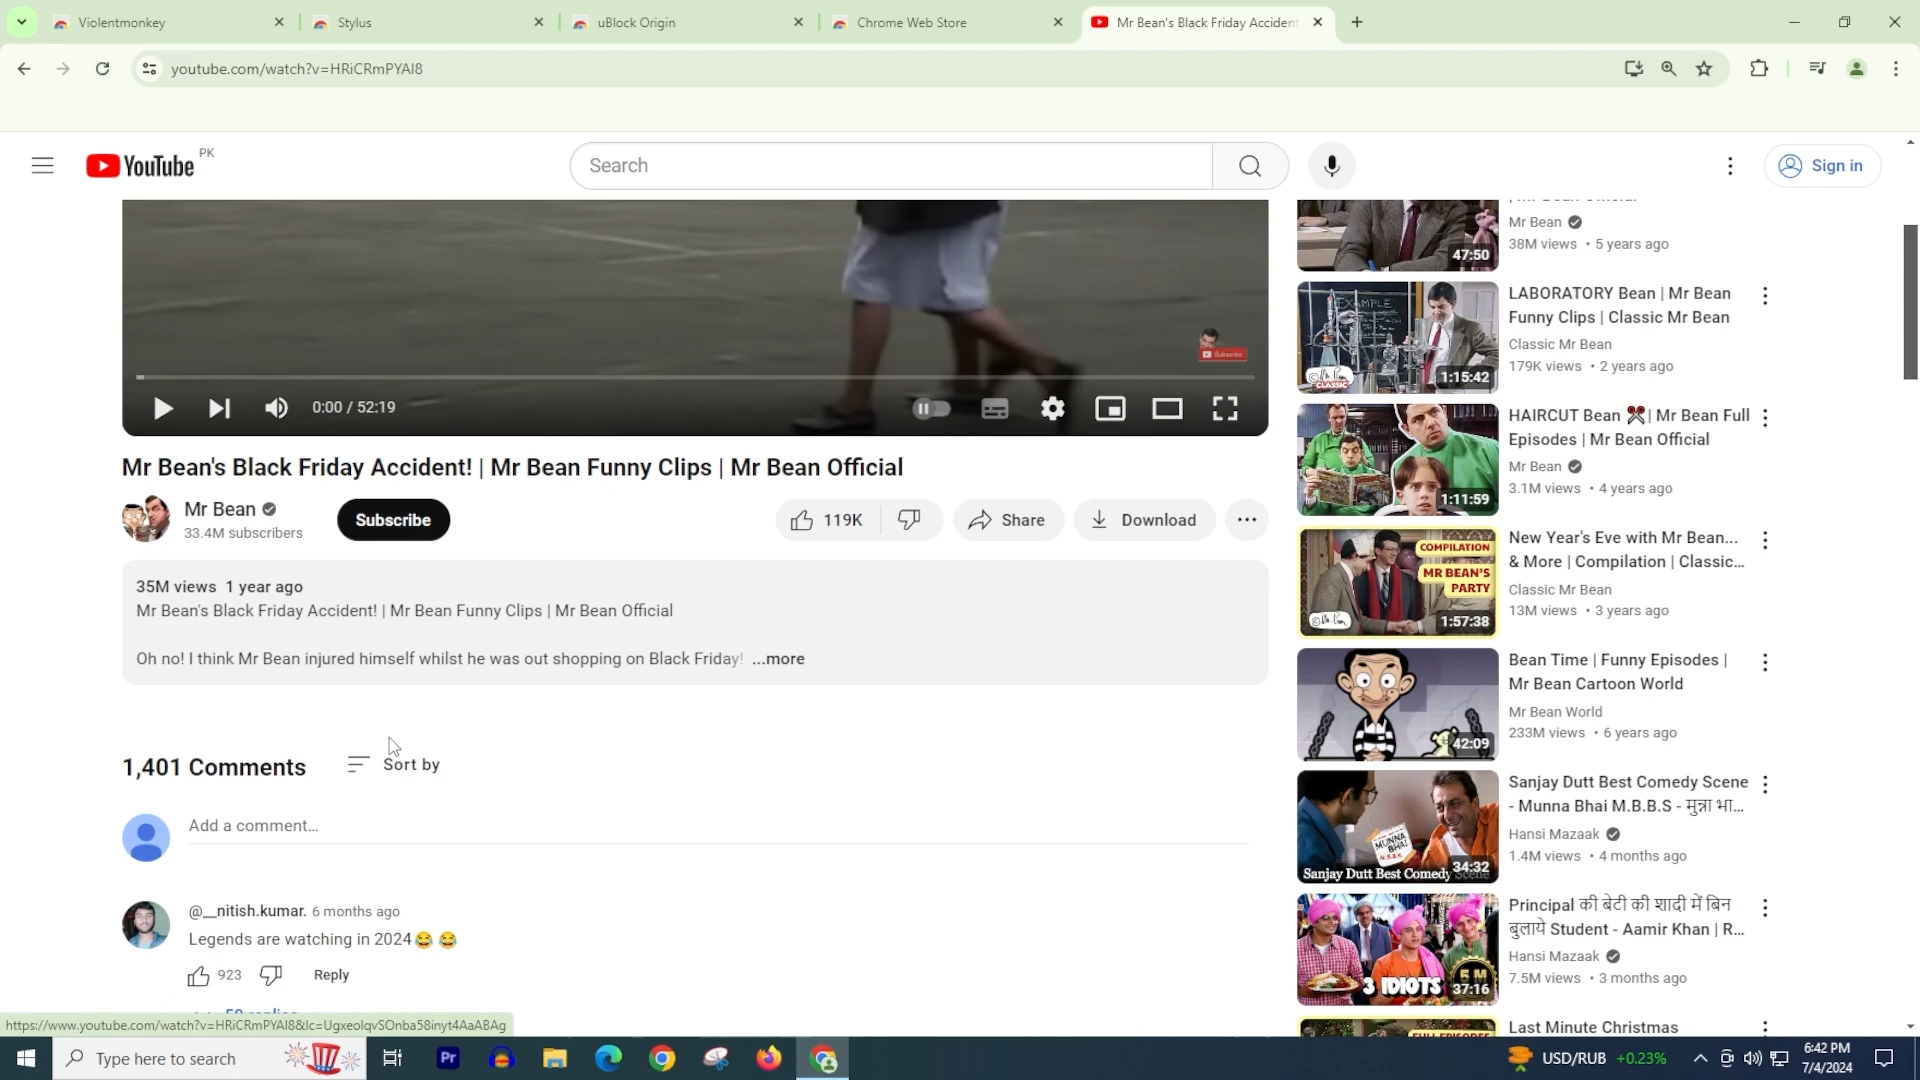 Violentmonkey
Stylus
uBlock Origin
Chrome Web Store
Mr Bean's Black Friday Accident
youtube.com/watch?v=HRiCRmPYAI8
YouTube PK
Search
Sign in
0:00 / 52:19
Subscribe
Mr Bean's Black Friday Accident! | Mr Bean Funny Clips | Mr Bean Official
Mr Bean
33.4M subscribers
Subscribe
119K
Share
Download
35M views 1 year ago
Mr Bean's Black Friday Accident! | Mr Bean Funny Clips | Mr Bean Official
Oh no! I think Mr Bean injured himself whilst he was out shopping on Black Friday! ...more
1,401 Comments
Sort by
Add a comment...
@__nitish.kumar. 6 months ago
Legends are watching in 2024😂 😂
923
Reply
Mr Bean
38M views • 5 years ago
47:50
LABORATORY Bean | Mr Bean
Funny Clips | Classic Mr Bean
Classic Mr Bean
179K views • 2 years ago
EXAMPLE
CLASSIC
1:15:42
HAIRCUT Bean ✂️| Mr Bean Full
Episodes | Mr Bean Official
Mr Bean
3.1M views • 4 years ago
1:11:59
New Year's Eve with Mr Bean...
& More | Compilation | Classic...
Classic Mr Bean
13M views • 3 years ago
COMPILATION
MR BEAN'S
PARTY
1:57:38
Bean Time | Funny Episodes |
Mr Bean Cartoon World
Mr Bean World
233M views • 6 years ago
42:09
Sanjay Dutt Best Comedy Scene
- Munna Bhai M.B.B.S - मुन्ना भा...
Hansi Mazaak
1.4M views • 4 months ago
MUNNA
BHAI
M.B.B.S.
34:32
Sanjay Dutt Best Comedy Scene
Principal की बेटी की शादी में बिन
बुलाये Student - Aamir Khan | R...
Hansi Mazaak
7.5M views • 3 months ago
3 IDIOTS
5 M
37:16
Last Minute Christmas
https://www.youtube.com/watch?v=HRiCRmPYAI8&lc=UgxeolqvSOnba58inyt4AaABAg
Type here to search
Pr
USD/RUB +0.23%
6:42 PM
7/4/2024